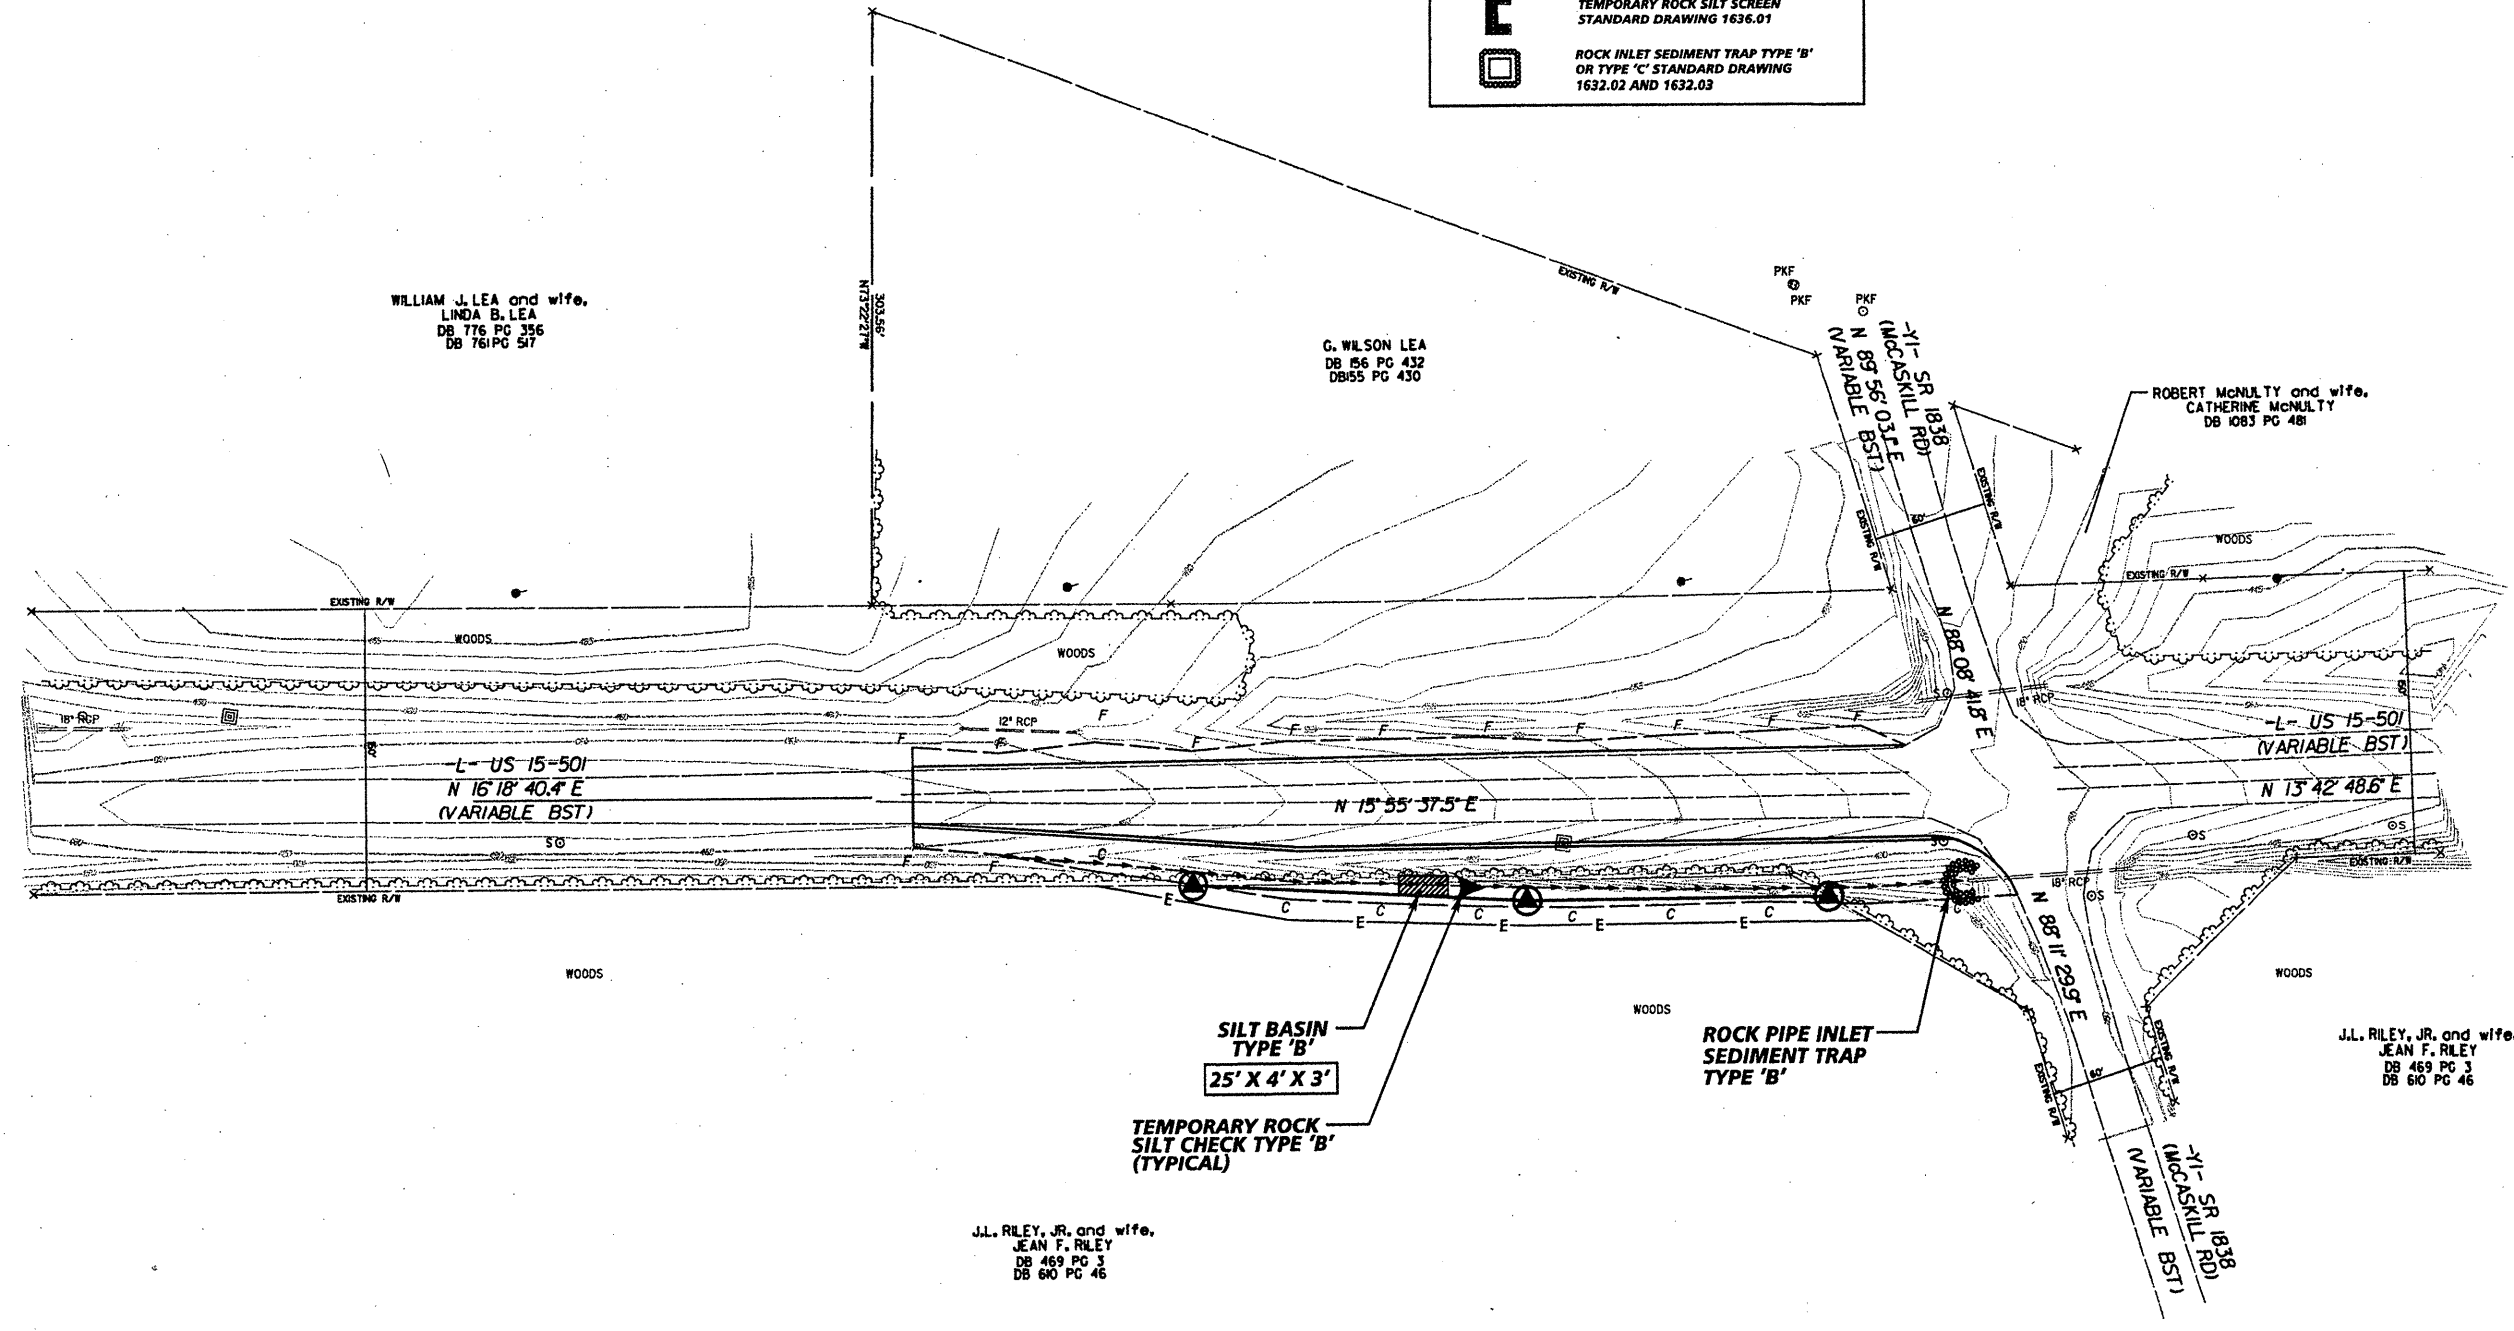 TEMPORARY ROCK SILT SCREEN
STANDARD DRAWING 1636.01
ROCK INLET SEDIMENT TRAP TYPE 'B'
OR TYPE 'C' STANDARD DRAWING
1632.02 AND 1632.03
WILLIAM J. LEA and wife,
LINDA B. LEA
DB 776 PG 356
DB 761 PG 517
303.56'
N73°22'27"W
EXISTING R/W
G. WILSON LEA
DB 156 PG 432
DB155 PG 430
PKF
PKF
PKF
-Y1- SR 1838
(McCASKILL RD)
N 89° 56' 03.1" E
(VARIABLE BST)
ROBERT McNULTY and wife,
CATHERINE McNULTY
DB 1083 PG 481
EXISTING R/W
EXISTING R/W
60'
WOODS
EXISTING R/W
EXISTING R/W
WOODS
WOODS
N 88° 08' 41.8" E
S
18" RCP
18" RCP
12" RCP
F
F
F
F
F
F
F
F
F
F
150'
150'
-L- US 15-501
N 16° 18' 40.4" E
(VARIABLE BST)
N 15° 55' 37.5" E
-L- US 15-501
(VARIABLE BST)
N 13° 42' 48.6" E
S
S
S
S
F
F
C
EXISTING R/W
EXISTING R/W
18" RCP
S
E
C
C
C
C
C
C
E
E
E
E
N 88° 11' 29.9" E
WOODS
WOODS
WOODS
SILT BASIN
TYPE 'B'
25' X 4' X 3'
TEMPORARY ROCK
SILT CHECK TYPE 'B'
(TYPICAL)
ROCK PIPE INLET
SEDIMENT TRAP
TYPE 'B'
EXISTING R/W
EXISTING R/W
60'
J.L. RILEY, JR. and wife,
JEAN F. RILEY
DB 469 PG 3
DB 610 PG 46
-Y1- SR 1838
(McCASKILL RD)
(VARIABLE BST)
J.L. RILEY, JR. and wife,
JEAN F. RILEY
DB 469 PG 3
DB 610 PG 46